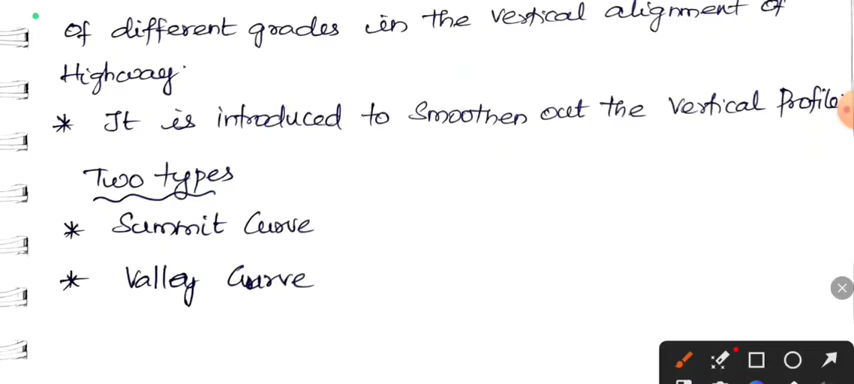 of different grades in the vertical alignment of
Highway.
* It is introduced to smoothen out the vertical Profile.
Two types
* Summit Curve
* Valley Curve